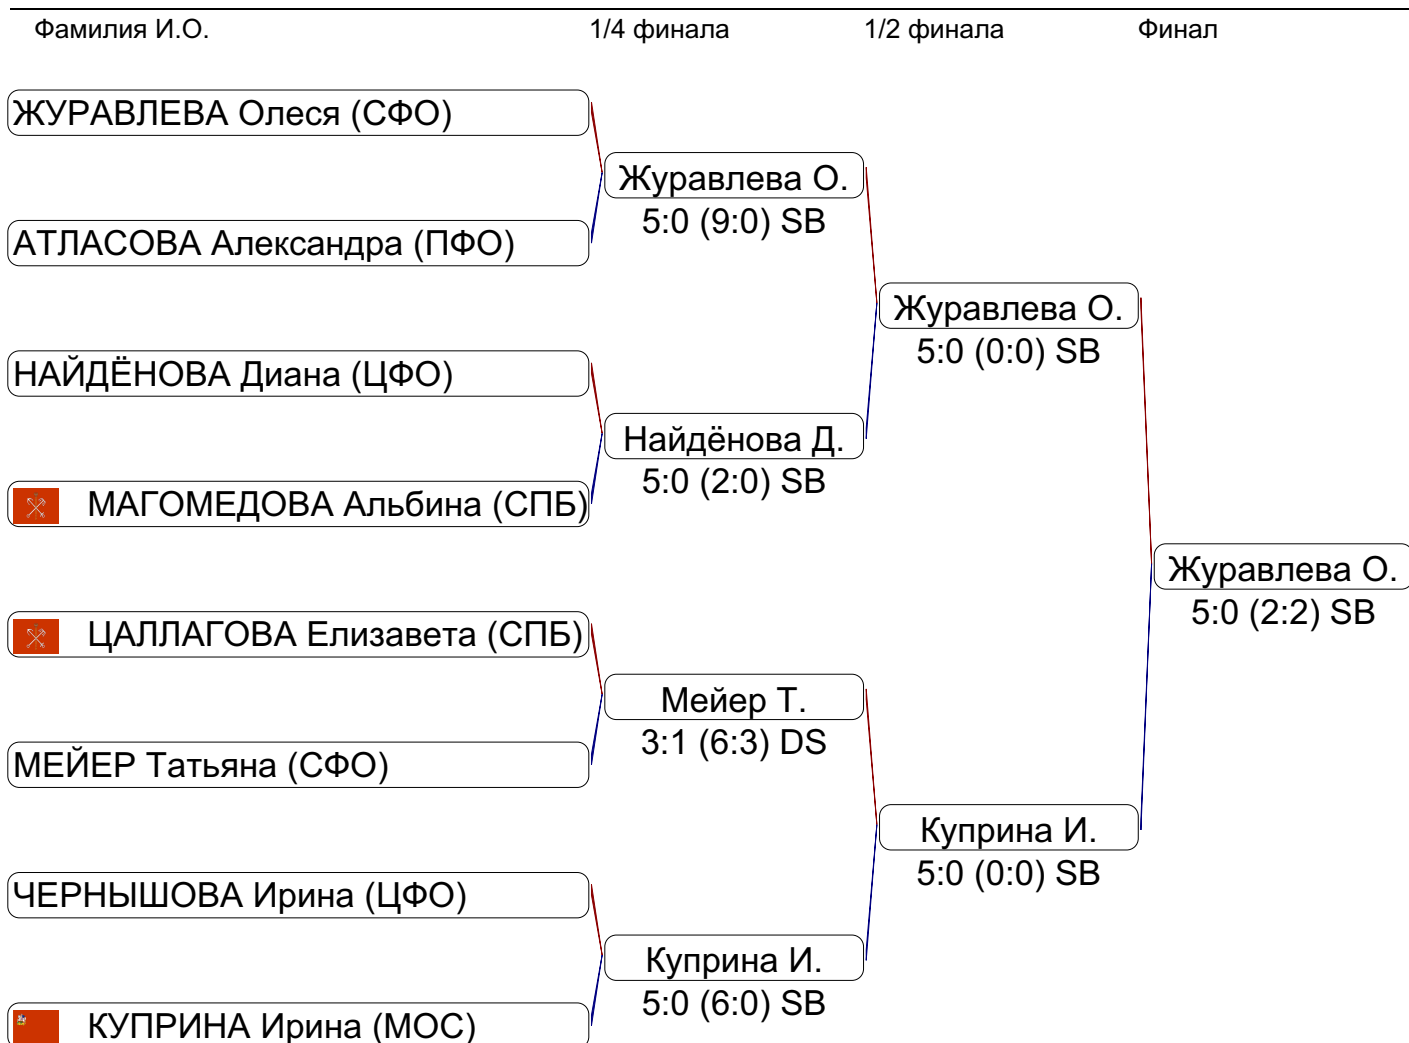 Фамилия И.О. 1/4 финала 1/2 финала Финал
ЖУРАВЛЕВА Олеся (СФО)
Журавлева О.
5:0 (9:0) SB
АТЛАСОВА Александра (ПФО)
Журавлева О.
5:0 (0:0) SB
НАЙДЁНОВА Диана (ЦФО)
Найдёнова Д.
5:0 (2:0) SB
МАГОМЕДОВА Альбина (СПБ)
Журавлева О.
5:0 (2:2) SB
ЦАЛЛАГОВА Елизавета (СПБ)
Мейер Т.
3:1 (6:3) DS
МЕЙЕР Татьяна (СФО)
Куприна И.
5:0 (0:0) SB
ЧЕРНЫШОВА Ирина (ЦФО)
Куприна И.
5:0 (6:0) SB
КУПРИНА Ирина (МОС)